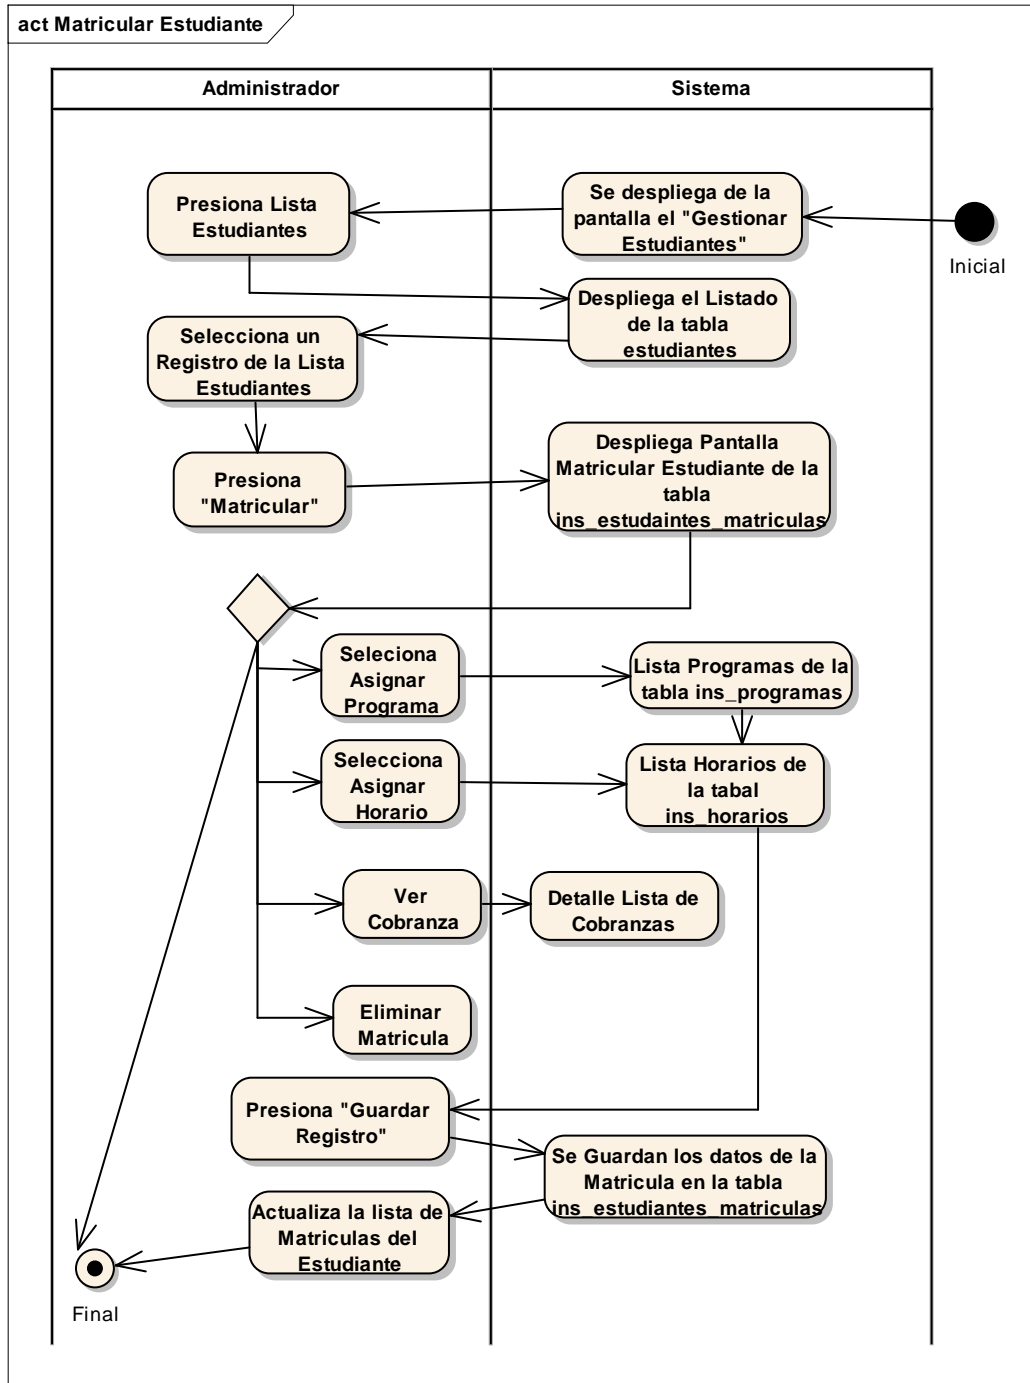 act Matricular Estudiante
Administrador
Sistema
Presiona Lista
Estudiantes
Se despliega de la
pantalla el "Gestionar
Estudiantes"
Inicial
Despliega el Listado
de la tabla
estudiantes
Selecciona un
Registro de la Lista
Estudiantes
Presiona
"Matricular"
Despliega Pantalla
Matricular Estudiante de la
tabla
ins_estudaintes_matriculas
Seleciona
Asignar
Programa
Lista Programas de la
tabla ins_programas
Selecciona
Asignar
Horario
Lista Horarios de
la tabal
ins_horarios
Ver
Cobranza
Detalle Lista de
Cobranzas
Eliminar
Matricula
Presiona "Guardar
Registro"
Se Guardan los datos de la
Matricula en la tabla
ins_estudiantes_matriculas
Actualiza la lista de
Matriculas del
Estudiante
Final